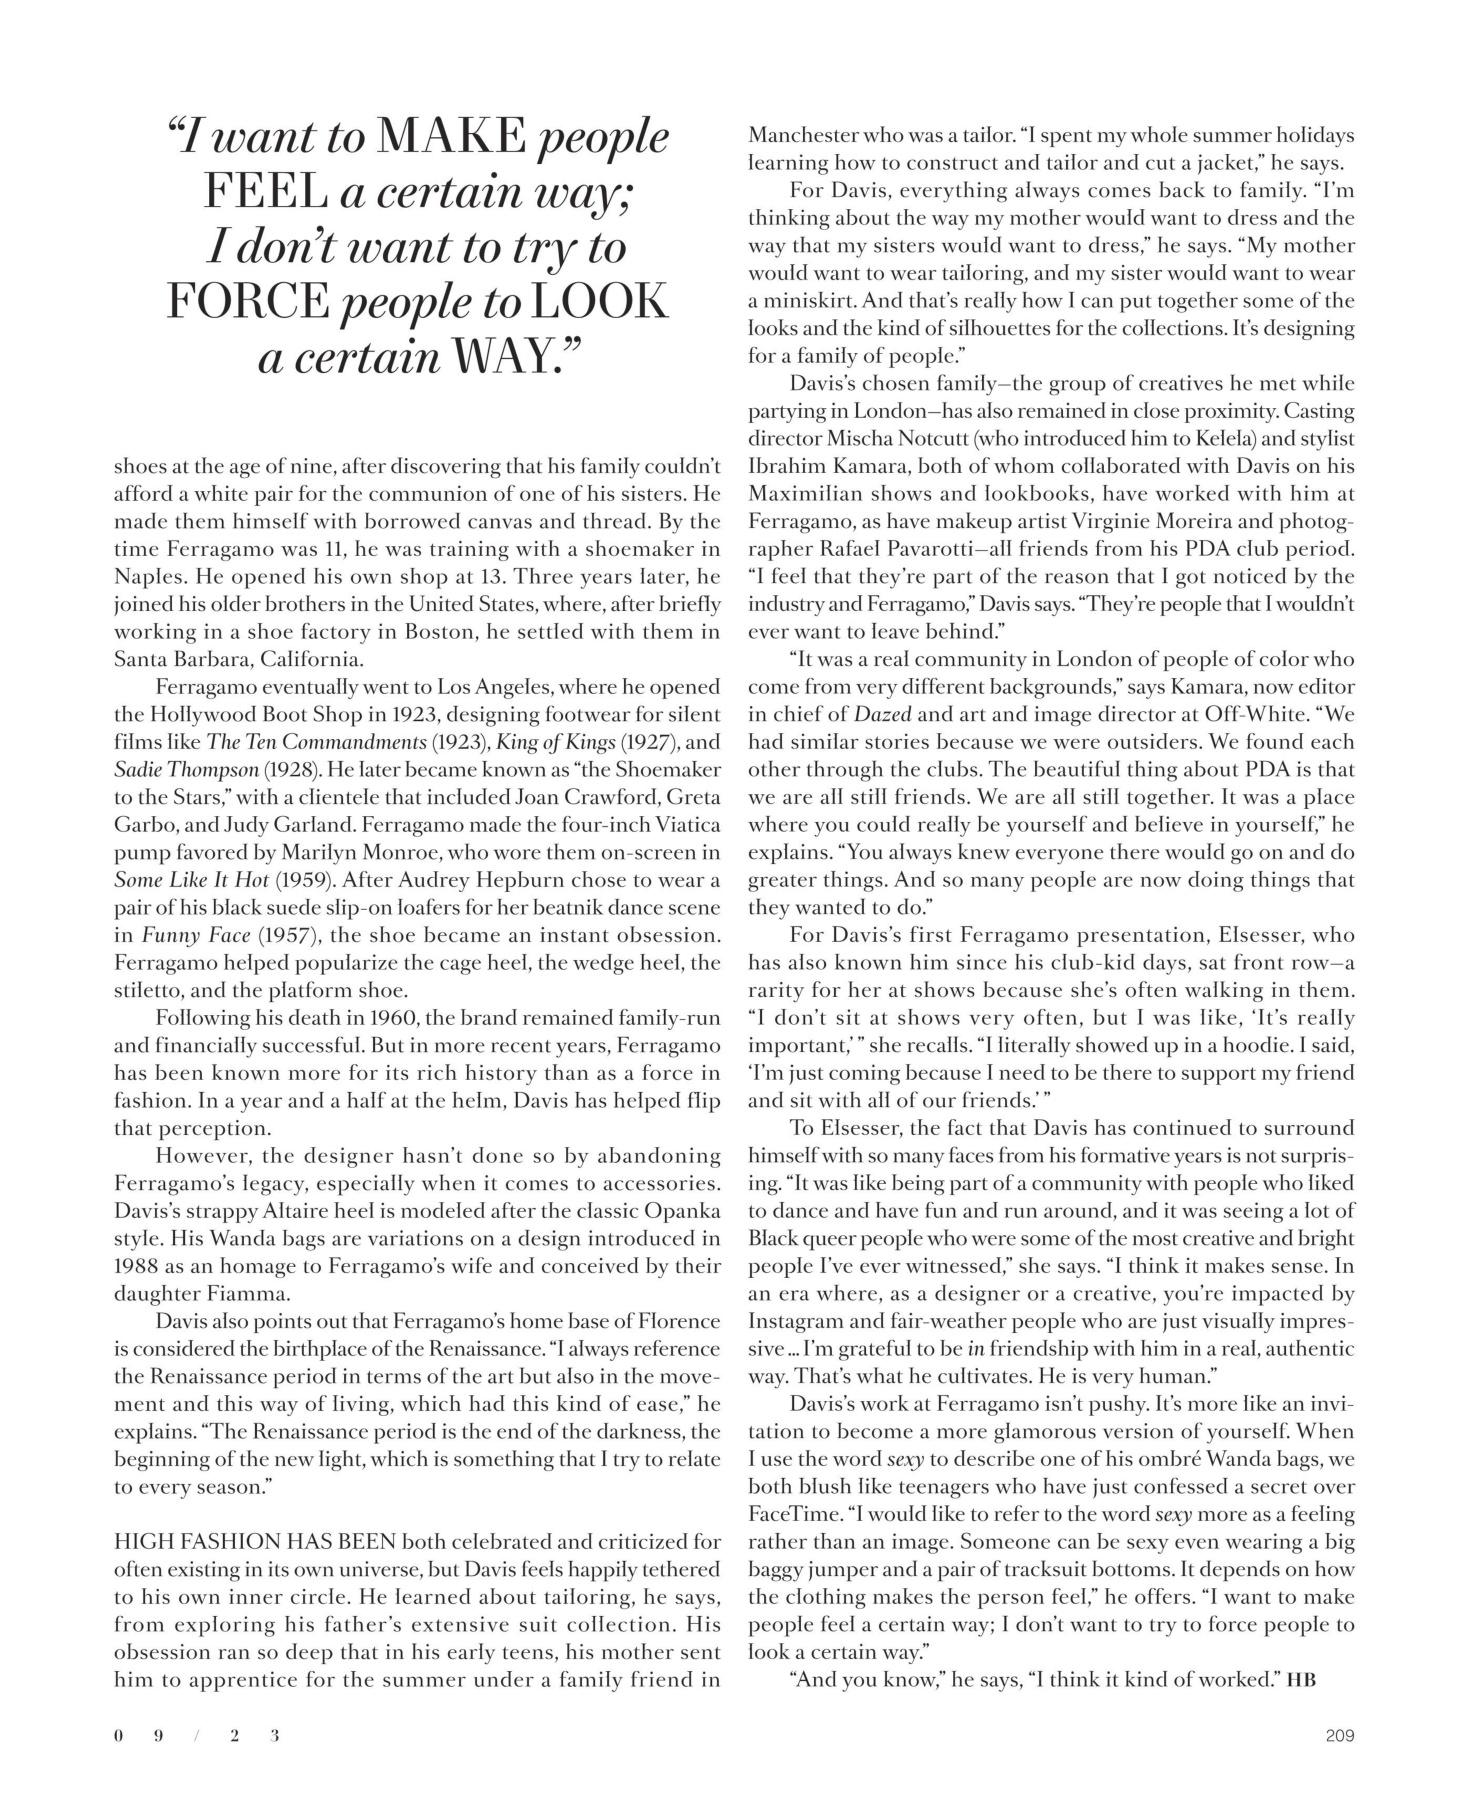 “I want to MAKE people
FEEL a certain way;
I don’t want to try to
FORCE people to LOOK
a certain WAY.”
shoes at the age of nine, after discovering that his family couldn’t
afford a white pair for the communion of one of his sisters. He
made them himself with borrowed canvas and thread. By the
time Ferragamo was 11, he was training with a shoemaker in
Naples. He opened his own shop at 13. Three years later, he
joined his older brothers in the United States, where, after briefly
working in a shoe factory in Boston, he settled with them in
Santa Barbara, California.
Ferragamo eventually went to Los Angeles, where he opened
the Hollywood Boot Shop in 1923, designing footwear for silent
films like The Ten Commandments (1923), King of Kings (1927), and
Sadie Thompson (1928). He later became known as “the Shoemaker
to the Stars,” with a clientele that included Joan Crawford, Greta
Garbo, and Judy Garland. Ferragamo made the four-inch Viatica
pump favored by Marilyn Monroe, who wore them on-screen in
Some Like It Hot (1959). After Audrey Hepburn chose to wear a
pair of his black suede slip-on loafers for her beatnik dance scene
in Funny Face (1957), the shoe became an instant obsession.
Ferragamo helped popularize the cage heel, the wedge heel, the
stiletto, and the platform shoe.
Following his death in 1960, the brand remained family-run
and financially successful. But in more recent years, Ferragamo
has been known more for its rich history than as a force in
fashion. In a year and a half at the helm, Davis has helped flip
that perception.
However, the designer hasn’t done so by abandoning
Ferragamo’s legacy, especially when it comes to accessories.
Davis’s strappy Altaire heel is modeled after the classic Opanka
style. His Wanda bags are variations on a design introduced in
1988 as an homage to Ferragamo’s wife and conceived by their
daughter Fiamma.
Davis also points out that Ferragamo’s home base of Florence
is considered the birthplace of the Renaissance. “I always reference
the Renaissance period in terms of the art but also in the move-
ment and this way of living, which had this kind of ease,” he
explains. “The Renaissance period is the end of the darkness, the
beginning of the new light, which is something that I try to relate
to every season.”
HIGH FASHION HAS BEEN both celebrated and criticized for
often existing in its own universe, but Davis feels happily tethered
to his own inner circle. He learned about tailoring, he says,
from exploring his father’s extensive suit collection. His
obsession ran so deep that in his early teens, his mother sent
him to apprentice for the summer under a family friend in
Manchester who was a tailor. “I spent my whole summer holidays
learning how to construct and tailor and cut a jacket,” he says.
For Davis, everything always comes back to family. “I’m
thinking about the way my mother would want to dress and the
way that my sisters would want to dress,” he says. “My mother
would want to wear tailoring, and my sister would want to wear
a miniskirt. And that’s really how I can put together some of the
looks and the kind of silhouettes for the collections. It’s designing
for a family of people.”
Davis’s chosen family—the group of creatives he met while
partying in London—has also remained in close proximity. Casting
director Mischa Notcutt (who introduced him to Kelela) and stylist
Ibrahim Kamara, both of whom collaborated with Davis on his
Maximilian shows and lookbooks, have worked with him at
Ferragamo, as have makeup artist Virginie Moreira and photog-
rapher Rafael Pavarotti—all friends from his PDA club period.
“I feel that they’re part of the reason that I got noticed by the
industry and Ferragamo,” Davis says. “They’re people that I wouldn’t
ever want to leave behind.”
“It was a real community in London of people of color who
come from very different backgrounds,” says Kamara, now editor
in chief of Dazed and art and image director at Off-White. “We
had similar stories because we were outsiders. We found each
other through the clubs. The beautiful thing about PDA is that
we are all still friends. We are all still together. It was a place
where you could really be yourself and believe in yourself,” he
explains. “You always knew everyone there would go on and do
greater things. And so many people are now doing things that
they wanted to do.”
For Davis’s first Ferragamo presentation, Elsesser, who
has also known him since his club-kid days, sat front row—a
rarity for her at shows because she’s often walking in them.
“I don’t sit at shows very often, but I was like, ‘It’s really
important,’” she recalls. “I literally showed up in a hoodie. I said,
‘I’m just coming because I need to be there to support my friend
and sit with all of our friends.’”
To Elsesser, the fact that Davis has continued to surround
himself with so many faces from his formative years is not surpris-
ing. “It was like being part of a community with people who liked
to dance and have fun and run around, and it was seeing a lot of
Black queer people who were some of the most creative and bright
people I’ve ever witnessed,” she says. “I think it makes sense. In
an era where, as a designer or a creative, you’re impacted by
Instagram and fair-weather people who are just visually impres-
sive ... I’m grateful to be in friendship with him in a real, authentic
way. That’s what he cultivates. He is very human.”
Davis’s work at Ferragamo isn’t pushy. It’s more like an invi-
tation to become a more glamorous version of yourself. When
I use the word sexy to describe one of his ombré Wanda bags, we
both blush like teenagers who have just confessed a secret over
FaceTime. “I would like to refer to the word sexy more as a feeling
rather than an image. Someone can be sexy even wearing a big
baggy jumper and a pair of tracksuit bottoms. It depends on how
the clothing makes the person feel,” he offers. “I want to make
people feel a certain way; I don’t want to try to force people to
look a certain way.”
“And you know,” he says, “I think it kind of worked.” HB
09/23
209